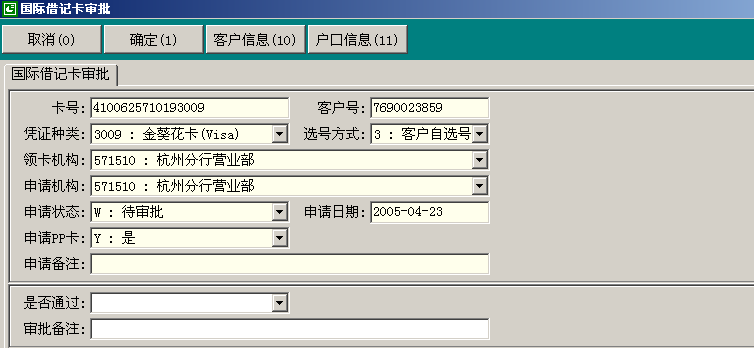 国际借记卡审批
取消(0) 确定(1) 客户信息(10) 户口信息(11)
国际借记卡审批
卡号: 4100625710193009 客户号: 7690023859
凭证种类: 3009 : 金葵花卡(Visa) 选号方式: 3 : 客户自选号
领卡机构: 571510 : 杭州分行营业部
申请机构: 571510 : 杭州分行营业部
申请状态: W : 待审批 申请日期: 2005-04-23
申请PP卡: Y : 是
申请备注:
是否通过:
审批备注: